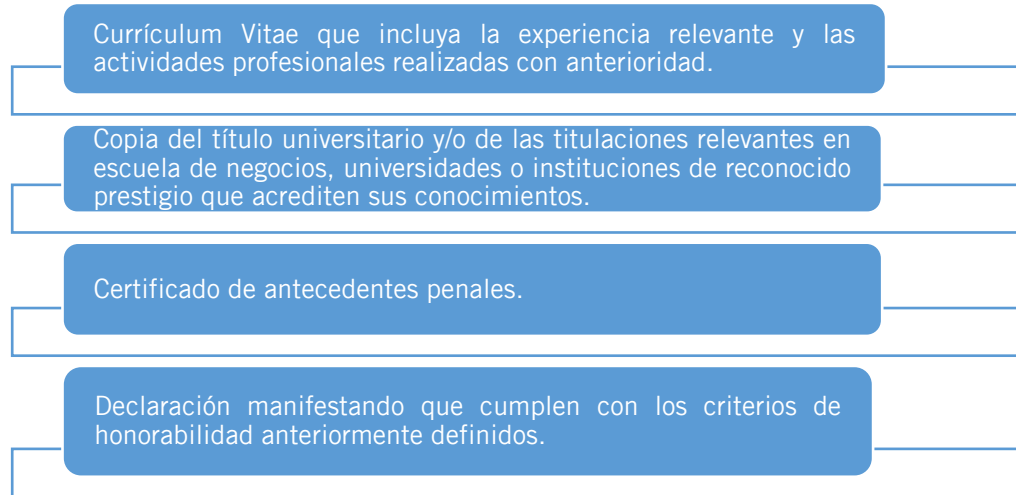 Currículum Vitae que incluya la experiencia relevante y las
actividades profesionales realizadas con anterioridad.
Copia del título universitario y/o de las titulaciones relevantes en
escuela de negocios, universidades o instituciones de reconocido
prestigio que acrediten sus conocimientos.
Certificado de antecedentes penales.
Declaración manifestando que cumplen con los criterios de
honorabilidad anteriormente definidos.